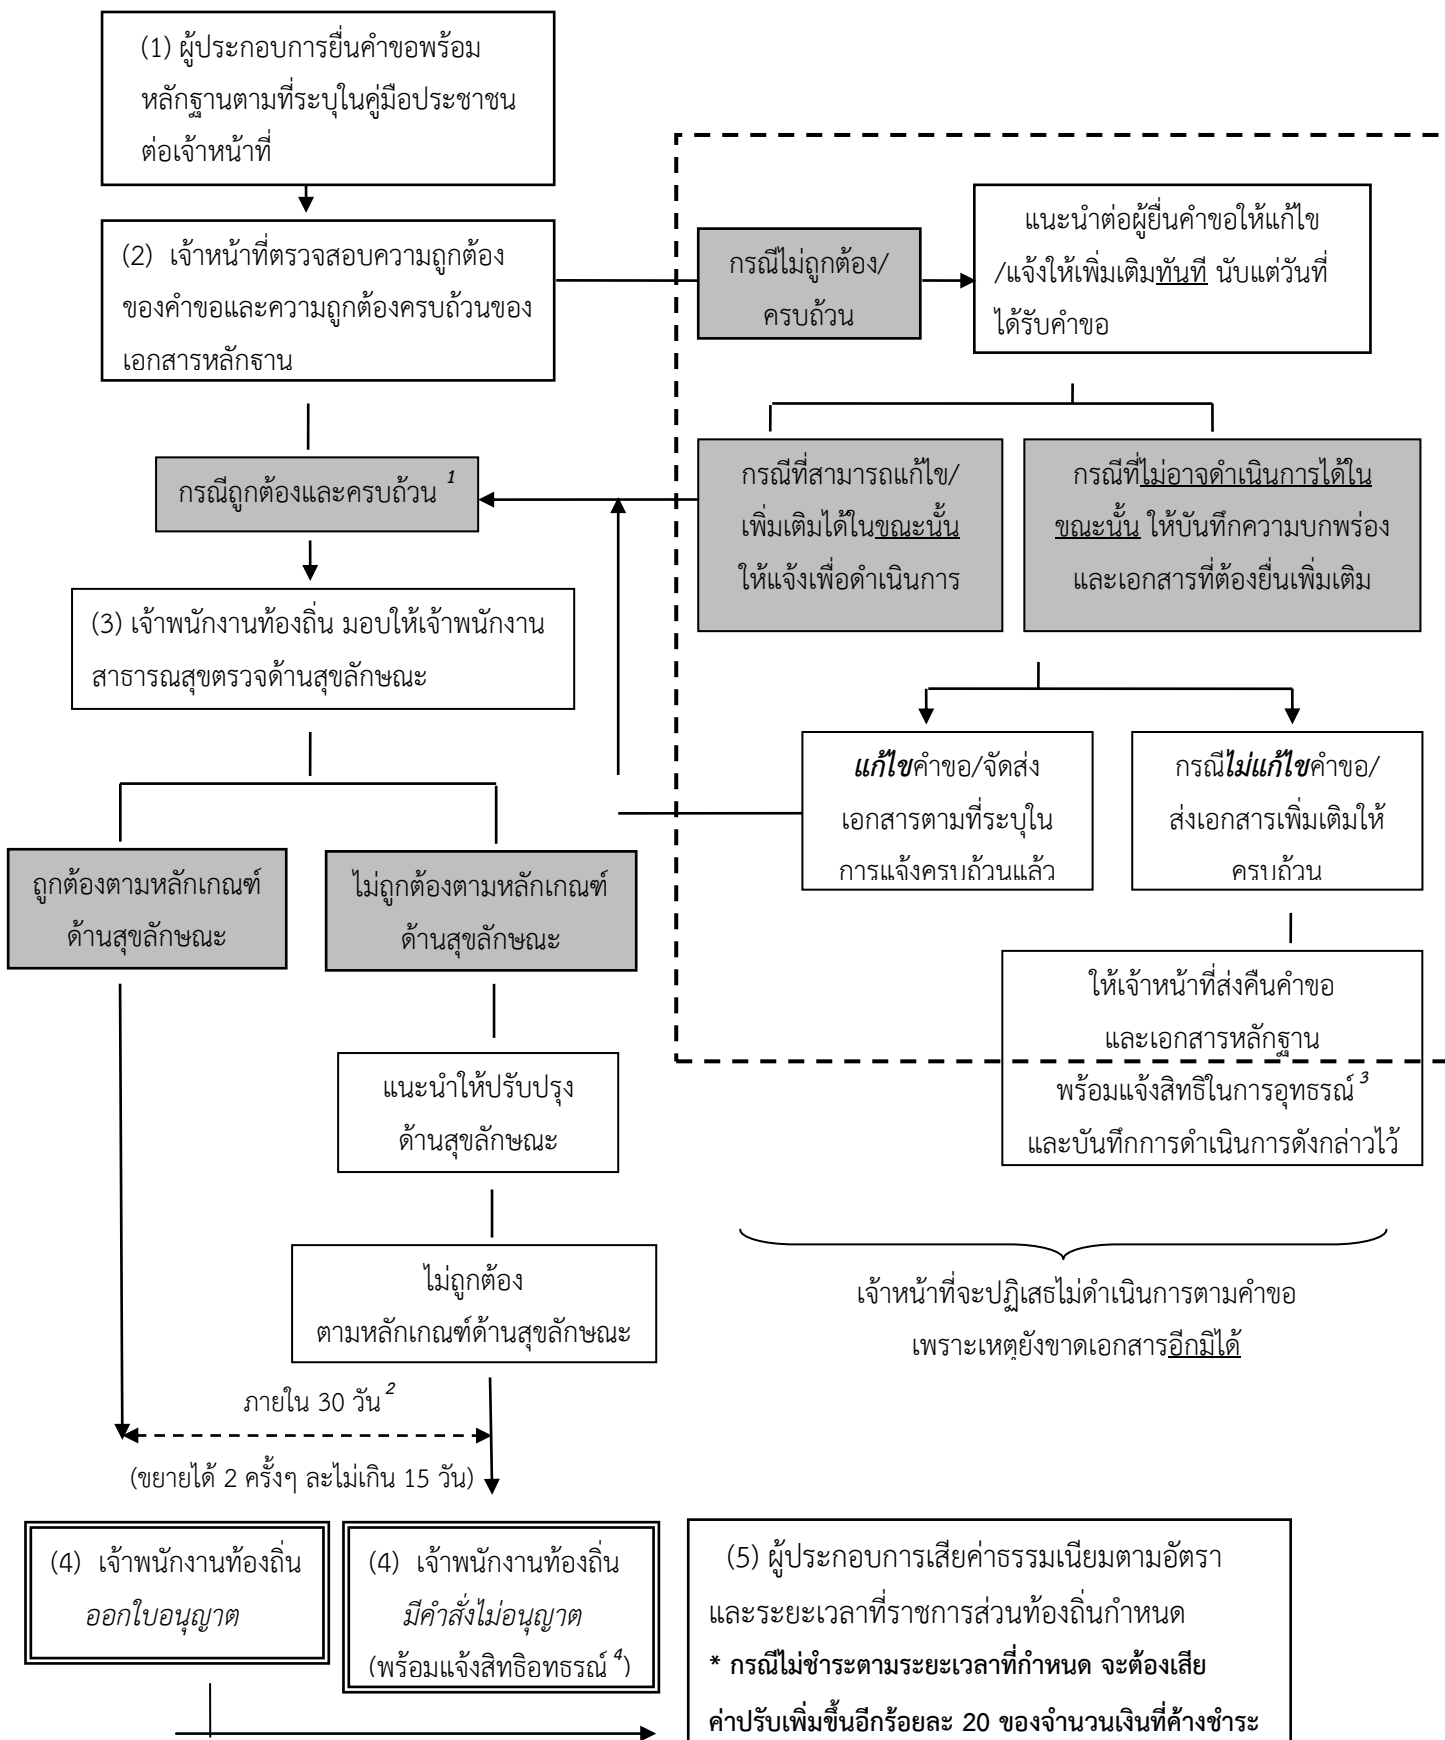 (1) ผู้ประกอบการยื่นคำขอพร้อม
หลักฐานตามที่ระบุในคู่มือประชาชน
ต่อเจ้าหน้าที่
(2) เจ้าหน้าที่ตรวจสอบความถูกต้อง
ของคำขอและความถูกต้องครบถ้วนของ
เอกสารหลักฐาน
กรณีไม่ถูกต้อง/
ครบถ้วน
แนะนำต่อผู้ยื่นคำขอให้แก้ไข
/แจ้งให้เพิ่มเติมทันที นับแต่วันที่
ได้รับคำขอ
กรณีถูกต้องและครบถ้วน 1
กรณีที่สามารถแก้ไข/
เพิ่มเติมได้ในขณะนั้น
ให้แจ้งเพื่อดำเนินการ
กรณีที่ไม่อาจดำเนินการได้ใน
ขณะนั้น ให้บันทึกความบกพร่อง
และเอกสารที่ต้องยื่นเพิ่มเติม
(3) เจ้าพนักงานท้องถิ่น มอบให้เจ้าพนักงาน
สาธารณสุขตรวจด้านสุขลักษณะ
แก้ไขคำขอ/จัดส่ง
เอกสารตามที่ระบุใน
การแจ้งครบถ้วนแล้ว
กรณีไม่แก้ไขคำขอ/
ส่งเอกสารเพิ่มเติมให้
ครบถ้วน
ถูกต้องตามหลักเกณฑ์
ด้านสุขลักษณะ
ไม่ถูกต้องตามหลักเกณฑ์
ด้านสุขลักษณะ
ให้เจ้าหน้าที่ส่งคืนคำขอ
และเอกสารหลักฐาน
พร้อมแจ้งสิทธิในการอุทธรณ์ 3
และบันทึกการดำเนินการดังกล่าวไว้
แนะนำให้ปรับปรุง
ด้านสุขลักษณะ
ไม่ถูกต้อง
ตามหลักเกณฑ์ด้านสุขลักษณะ
เจ้าหน้าที่จะปฏิเสธไม่ดำเนินการตามคำขอ
เพราะเหตุยังขาดเอกสารอีกมิได้
ภายใน 30 วัน 2
(ขยายได้ 2 ครั้งๆ ละไม่เกิน 15 วัน)
(4) เจ้าพนักงานท้องถิ่น
ออกใบอนุญาต
(4) เจ้าพนักงานท้องถิ่น
มีคำสั่งไม่อนุญาต
(พร้อมแจ้งสิทธิอุทธรณ์ 4)
(5) ผู้ประกอบการเสียค่าธรรมเนียมตามอัตรา
และระยะเวลาที่ราชการส่วนท้องถิ่นกำหนด
* กรณีไม่ชำระตามระยะเวลาที่กำหนด จะต้องเสีย
ค่าปรับเพิ่มขึ้นอีกร้อยละ 20 ของจำนวนเงินที่ค้างชำระ